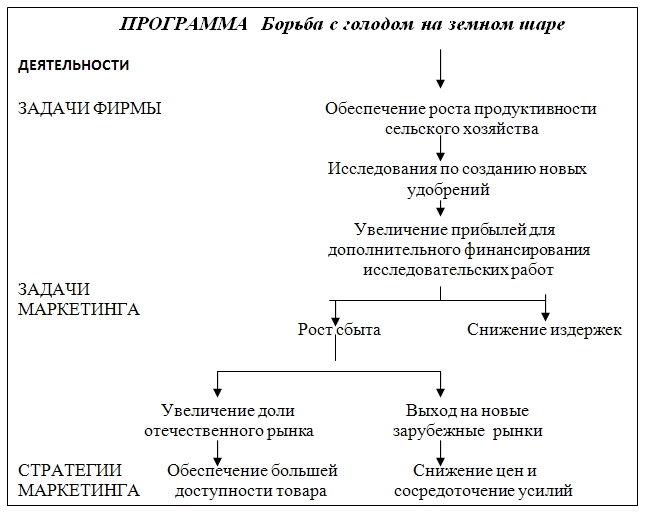 ПРОГРАММА Борьба с голодом на земном шаре
ДЕЯТЕЛЬНОСТИ
ЗАДАЧИ ФИРМЫ
Обеспечение роста продуктивности
сельского хозяйства
Исследования по созданию новых
удобрений
Увеличение прибылей для
дополнительного финансирования
исследовательских работ
ЗАДАЧИ
МАРКЕТИНГА
Рост сбыта
Снижение издержек
Увеличение доли
отечественного рынка
Выход на новые
зарубежные рынки
СТРАТЕГИИ
МАРКЕТИНГА
Обеспечение большей
доступности товара
Снижение цен и
сосредоточение усилий